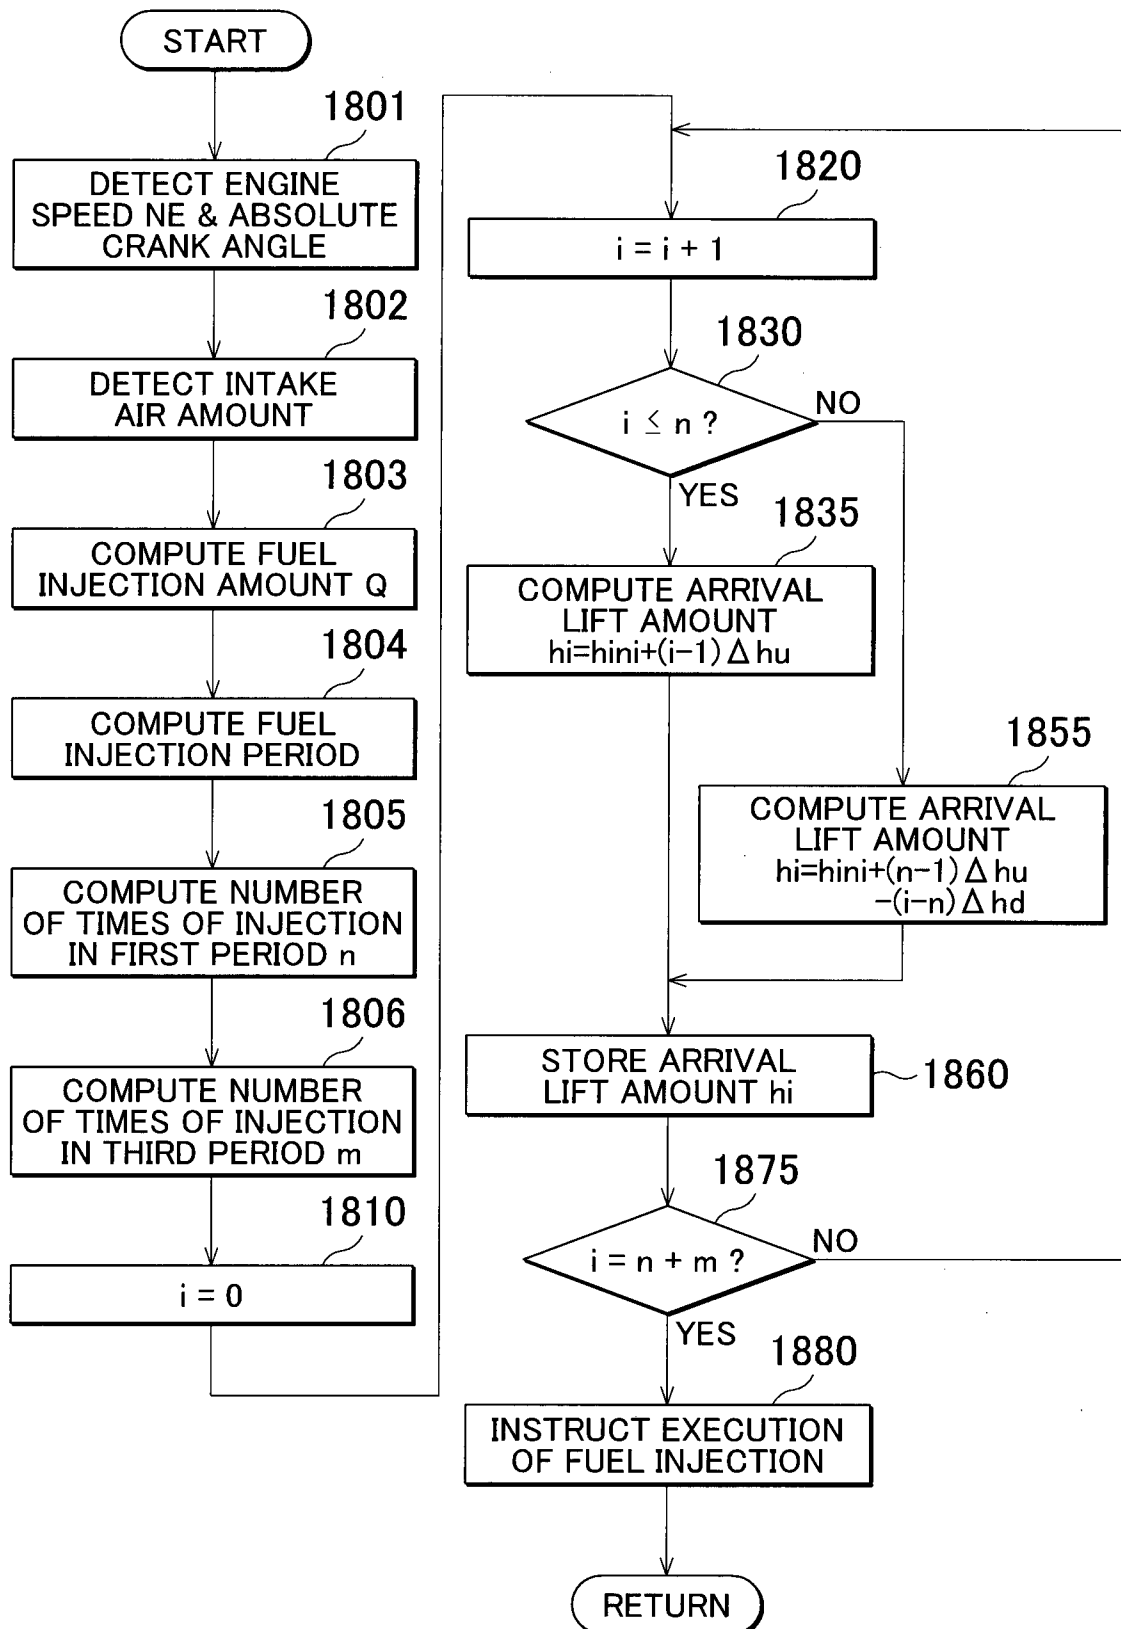 START
1801
DETECT ENGINE
SPEED NE & ABSOLUTE
CRANK ANGLE
1802
DETECT INTAKE
AIR AMOUNT
1803
COMPUTE FUEL
INJECTION AMOUNT Q
1804
COMPUTE FUEL
INJECTION PERIOD
1805
COMPUTE NUMBER
OF TIMES OF INJECTION
IN FIRST PERIOD n
1806
COMPUTE NUMBER
OF TIMES OF INJECTION
IN THIRD PERIOD m
1810
i = 0
1820
i = i + 1
1830
i ≦ n ?
NO
YES
1835
COMPUTE ARRIVAL
LIFT AMOUNT
hi=hini+(i-1)Δhu
1855
COMPUTE ARRIVAL
LIFT AMOUNT
hi=hini+(n-1)Δhu
-(i-n)Δhd
STORE ARRIVAL
LIFT AMOUNT hi
1860
1875
i = n + m ?
NO
YES
1880
INSTRUCT EXECUTION
OF FUEL INJECTION
RETURN